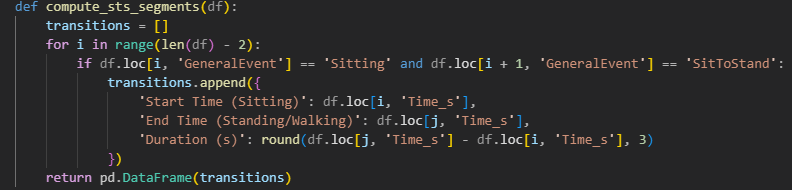 def compute_sts_segments(df):
    transitions = []
    for i in range(len(df) - 2):
        if df.loc[i, 'GeneralEvent'] == 'Sitting' and df.loc[i + 1, 'GeneralEvent'] == 'SitToStand':
            transitions.append({
                'Start Time (Sitting)': df.loc[i, 'Time_s'],
                'End Time (Standing/Walking)': df.loc[j, 'Time_s'],
                'Duration (s)': round(df.loc[j, 'Time_s'] - df.loc[i, 'Time_s'], 3)
            })
    return pd.DataFrame(transitions)